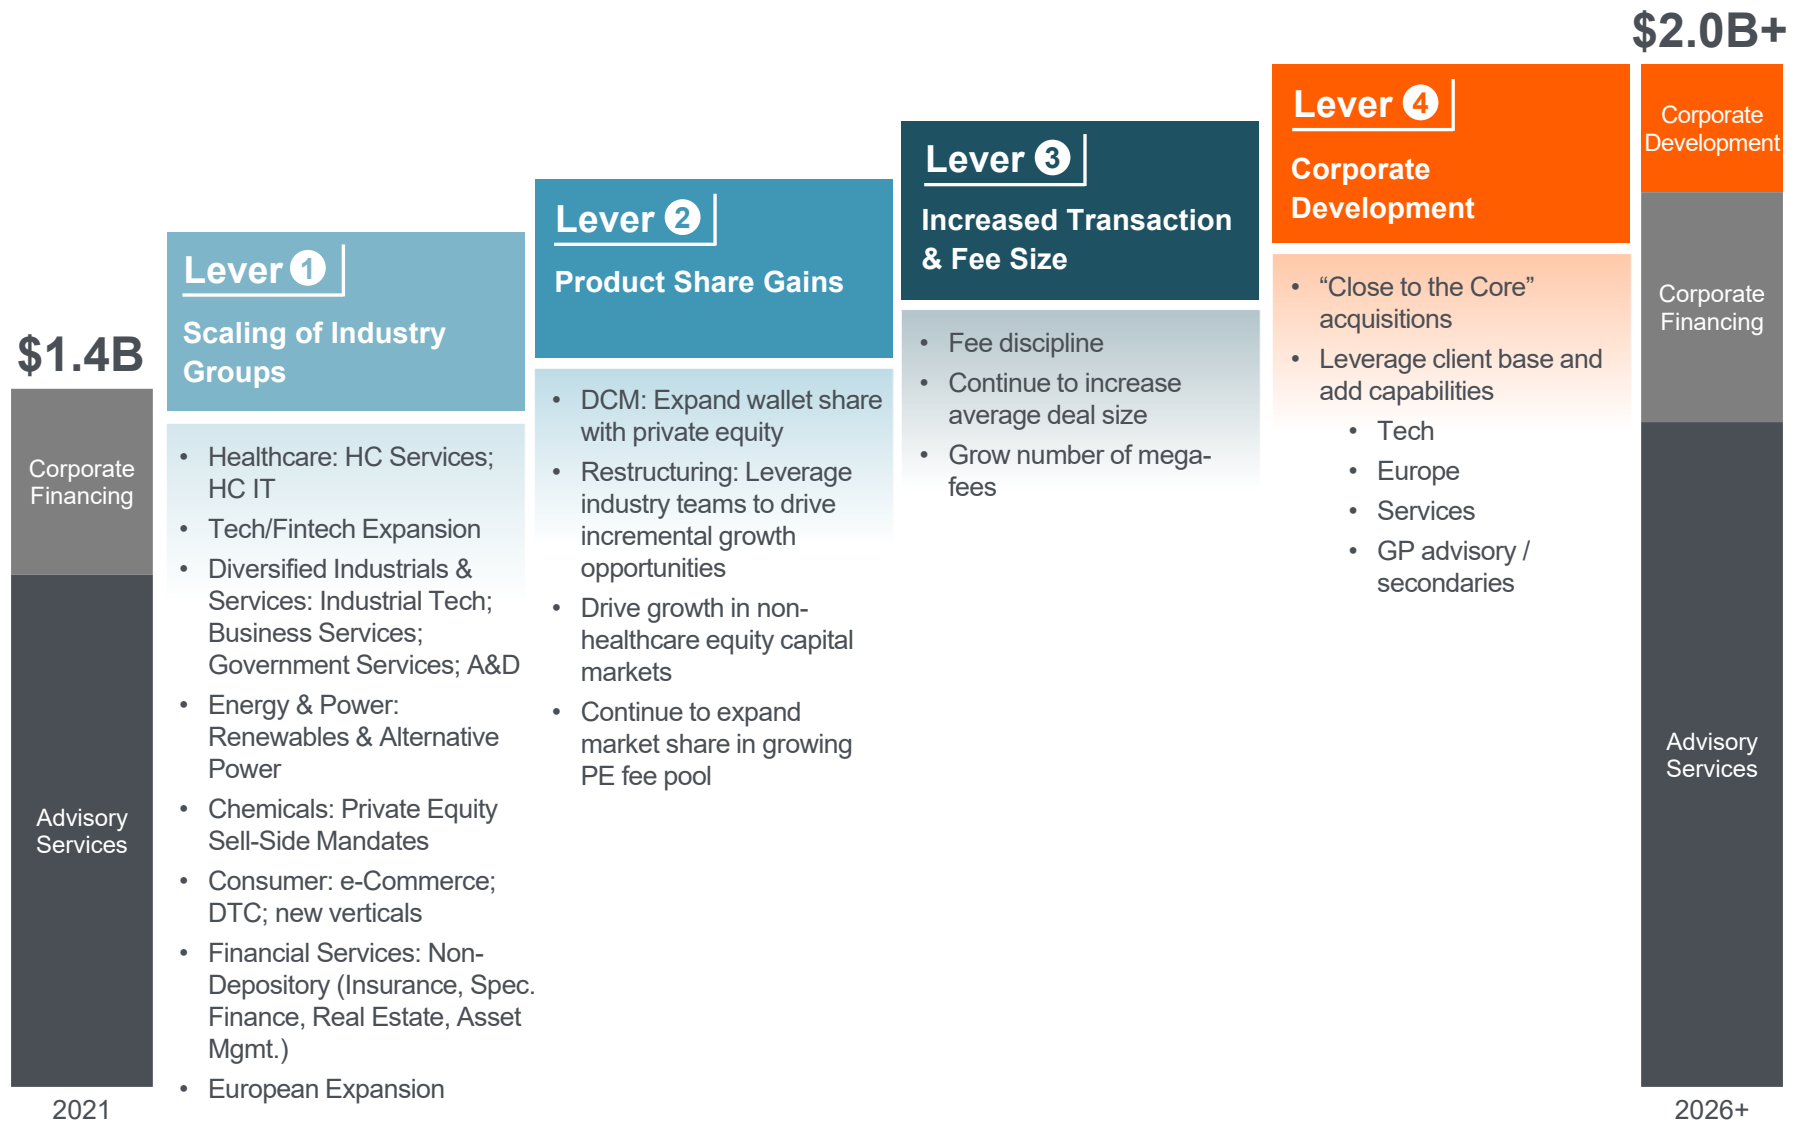 $1.4B
Corporate
Financing
Advisory
Services
2021
Lever 1
Scaling of Industry
Groups
• Healthcare: HC Services;
HC IT
• Tech/Fintech Expansion
• Diversified Industrials &
Services: Industrial Tech;
Business Services;
Government Services; A&D
• Energy & Power:
Renewables & Alternative
Power
• Chemicals: Private Equity
Sell-Side Mandates
• Consumer: e-Commerce;
DTC; new verticals
• Financial Services: Non-
Depository (Insurance, Spec.
Finance, Real Estate, Asset
Mgmt.)
• European Expansion
Lever 2
Product Share Gains
• DCM: Expand wallet share
with private equity
• Restructuring: Leverage
industry teams to drive
incremental growth
opportunities
• Drive growth in non-
healthcare equity capital
markets
• Continue to expand
market share in growing
PE fee pool
Lever 3
Increased Transaction
& Fee Size
• Fee discipline
• Continue to increase
average deal size
• Grow number of mega-
fees
Lever 4
Corporate
Development
• “Close to the Core”
acquisitions
• Leverage client base and
add capabilities
• Tech
• Europe
• Services
• GP advisory /
secondaries
$2.0B+
Corporate
Development
Corporate
Financing
Advisory
Services
2026+